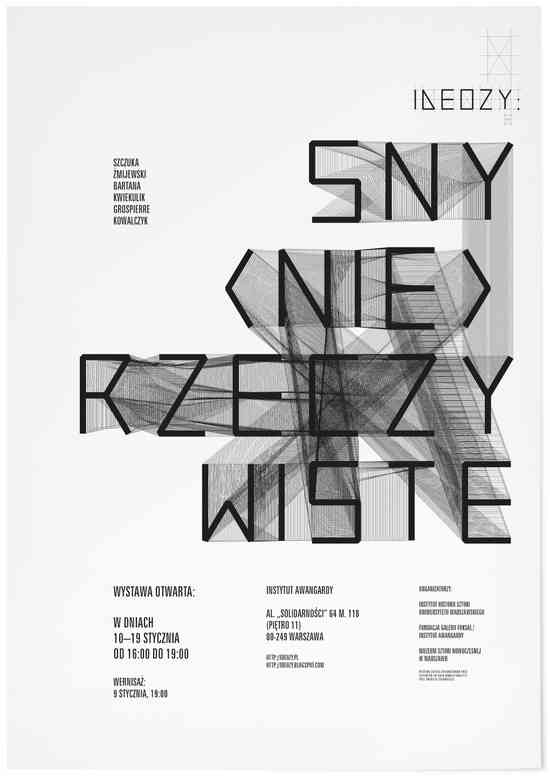 IDEOZY:
SNY
<NIE>
RZECZY
WISTE
SZCZUKA
ŻMIJEWSKI
BARTANA
KWIEKULIK
GROSPIERRE
KOWALCZYK
WYSTAWA OTWARTA:
W DNIACH
10–19 STYCZNIA
OD 16:00 DO 19:00
WERNISAŻ:
9 STYCZNIA, 19:00
INSTYTUT AWANGARDY
AL. „SOLIDARNOŚCI” 64 M. 118
(PIĘTRO 11)
00-249 WARSZAWA
HTTP://IDEOZY.PL
HTTP://IDEOZY.BLOGSPOT.COM
ORGANIZATORZY:
INSTYTUT HISTORII SZTUKI
UNIWERSYTETU WARSZAWSKIEGO
FUNDACJA GALERII FOKSAL/
INSTYTUT AWANGARDY
MUZEUM SZTUKI NOWOCZESNEJ
W WARSZAWIE